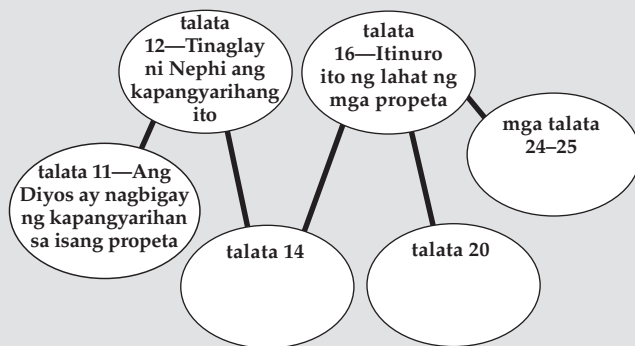 talata
12—Tinaglay
ni Nephi ang
kapangyarihang
ito
talata
16—Itinuro
ito ng lahat ng
mga propeta
mga talata
24–25
talata 11—Ang
Diyos ay nagbigay
ng kapangyarihan
sa isang propeta
talata 14
talata 20